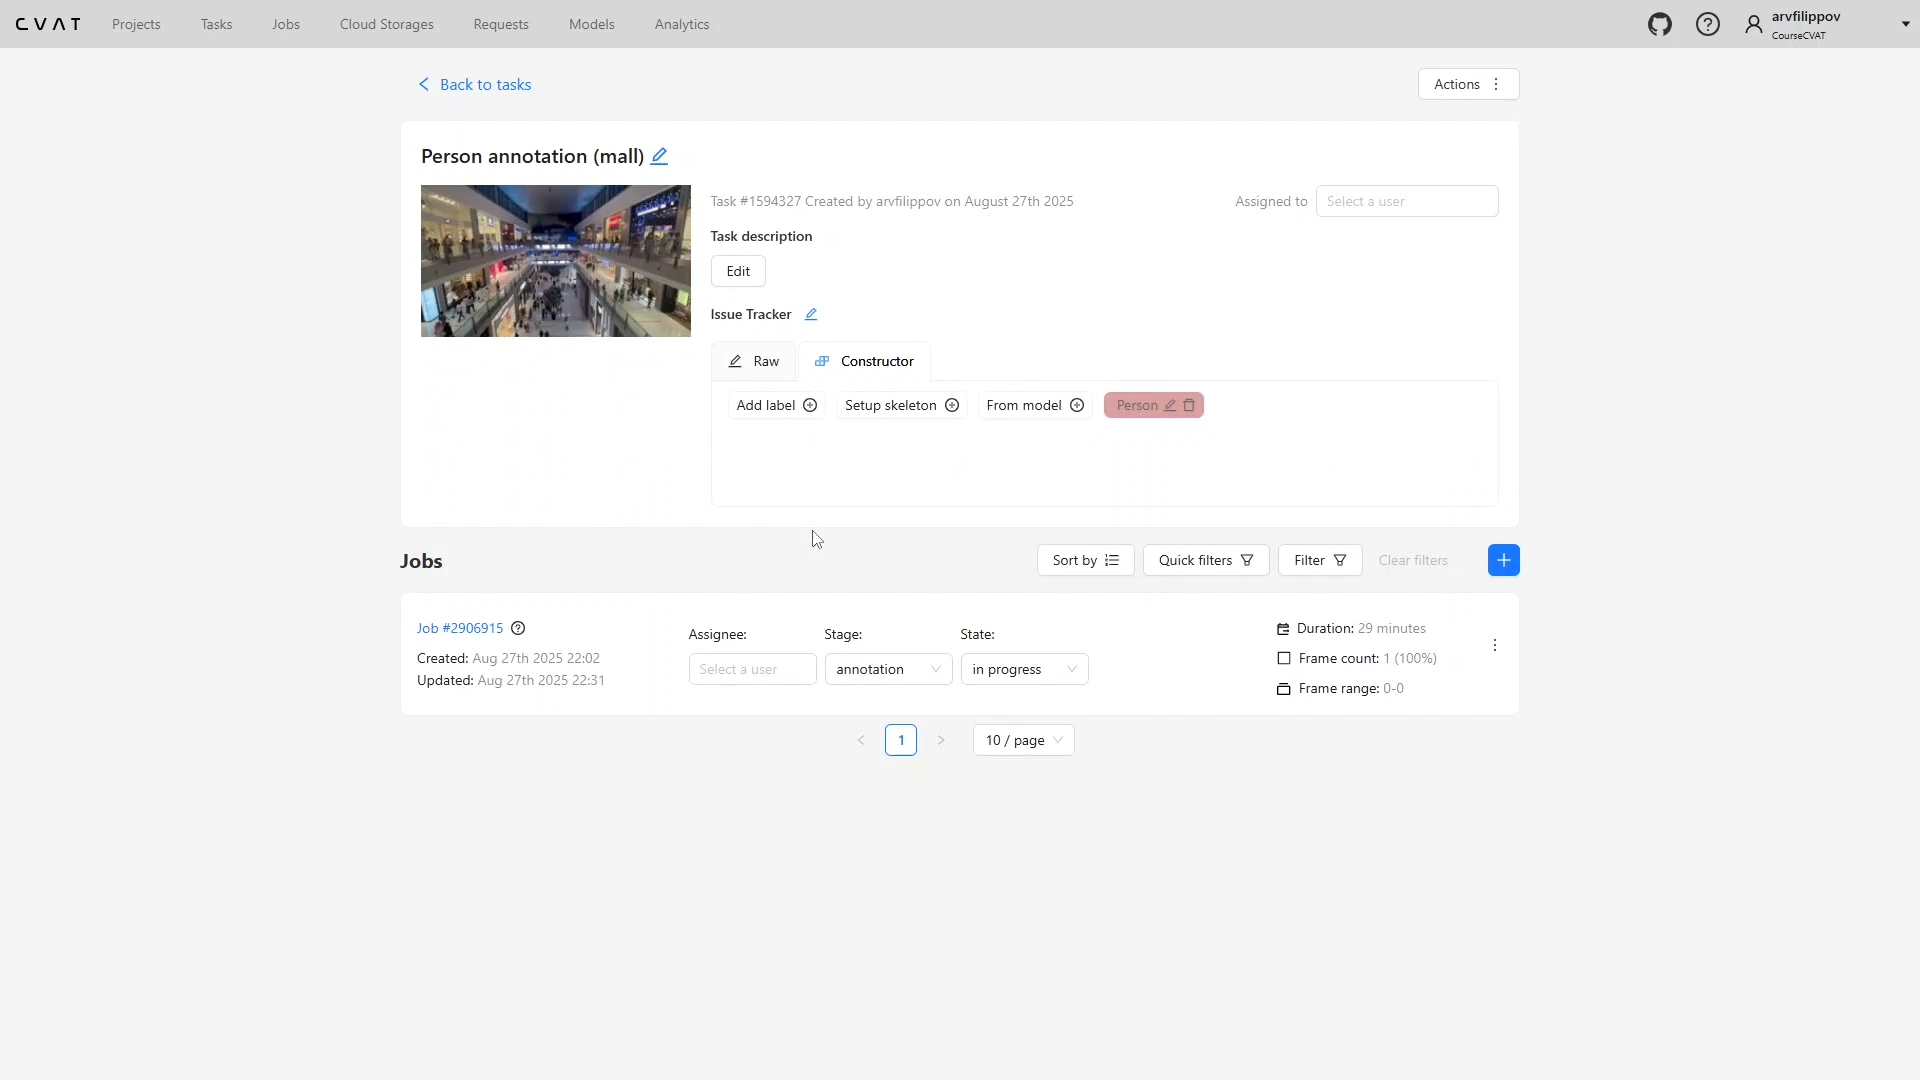 CVAT Projects Tasks Jobs Cloud Storages Requests Models Analytics arvfilippov
CourseCVAT
Back to tasks Actions
Person annotation (mall)
Task #1594327 Created by arvfilippov on August 27th 2025 Assigned to Select a user
Task description
Edit
Issue Tracker
Raw Constructor
Add label Setup skeleton From model Person
Jobs Sort by Quick filters Filter Clear filters
Job #2906915 Assignee: Stage: State: Duration: 29 minutes
Created: Aug 27th 2025 22:02 Select a user annotation in progress Frame count: 1 (100%)
Updated: Aug 27th 2025 22:31 Frame range: 0-0
1 10 / page